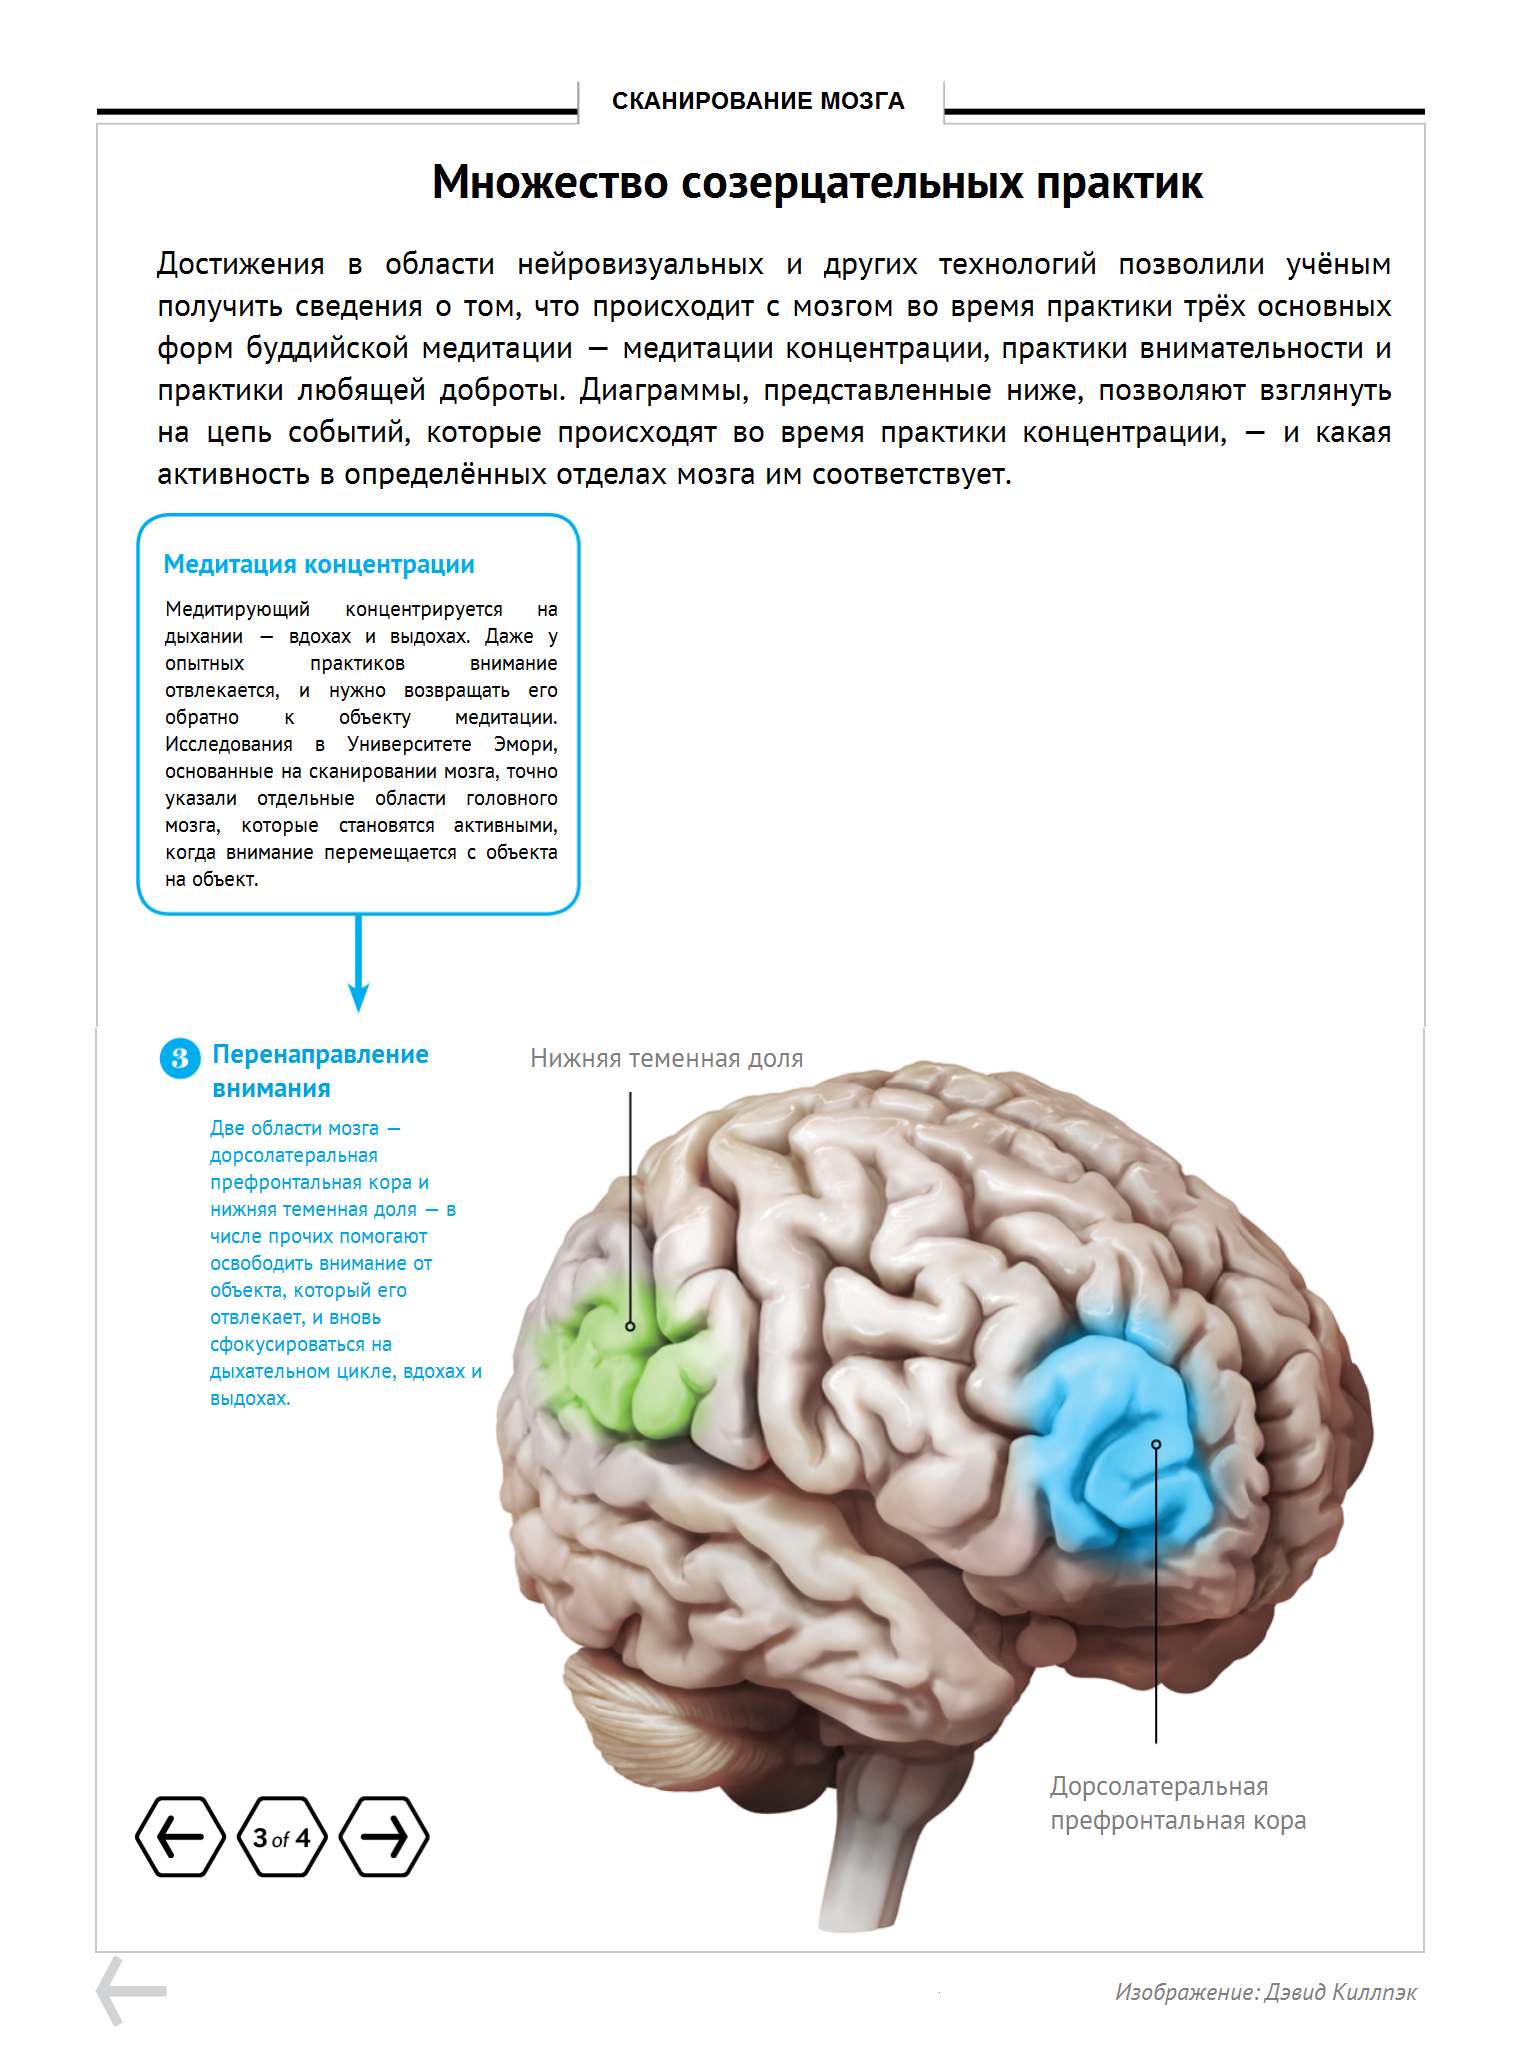 СКАНИРОВАНИЕ МОЗГА
Множество созерцательных практик
Достижения в области нейровизуальных и других технологий позволили учёным
получить сведения о том, что происходит с мозгом во время практики трёх основных
форм буддийской медитации — медитации концентрации, практики внимательности и
практики любящей доброты. Диаграммы, представленные ниже, позволяют взглянуть
на цепь событий, которые происходят во время практики концентрации, — и какая
активность в определённых отделах мозга им соответствует.
Медитация концентрации
Медитирующий концентрируется на
дыхании — вдохах и выдохах. Даже у
опытных практиков внимание
отвлекается, и нужно возвращать его
обратно к объекту медитации.
Исследования в Университете Эмори,
основанные на сканировании мозга, точно
указали отдельные области головного
мозга, которые становятся активными,
когда внимание перемещается с объекта
на объект.
3 Перенаправление
внимания
Две области мозга —
дорсолатеральная
префронтальная кора и
нижняя теменная доля — в
числе прочих помогают
освободить внимание от
объекта, который его
отвлекает, и вновь
сфокусироваться на
дыхательном цикле, вдохах и
выдохах.
Нижняя теменная доля
Дорсолатеральная
префронтальная кора
3 of 4
Изображение: Дэвид Киллпэк